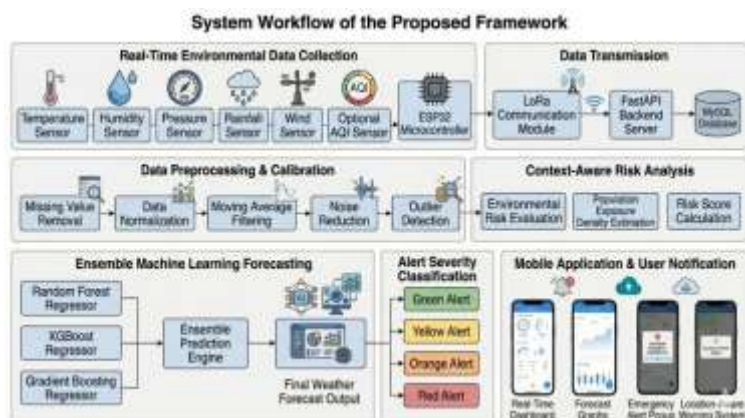 System Workflow of the Proposed Framework
Real-Time Environmental Data Collection
Temperature
Sensor
Humidity
Sensor
Pressure
Sensor
Rainfall
Sensor
Wind
Sensor
AQI
Optional
AQI Sensor
ESP32
Microcontroller
Data Transmission
LoRa
Communication
Module
FastAPI
Backend
Server
MySQL
Database
Data Preprocessing & Calibration
Missing Value
Removal
Data
Normalization
Moving Average
Filtering
Noise
Reduction
Outlier
Detection
Context-Aware Risk Analysis
Environmental
Risk Evaluation
Population
Exposure
Density Estimation
Risk Score
Calculation
Ensemble Machine Learning Forecasting
Random Forest
Regressor
XGBoost
Regressor
Gradient Boosting
Regressor
Ensemble
Prediction
Engine
Final Weather
Forecast Output
Alert Severity
Classification
Green Alert
Yellow Alert
Orange Alert
Red Alert
Mobile Application & User Notification
Real-Time
Dashboard
Forecast
Graphs
Emergency
Alert Popup
Warning System